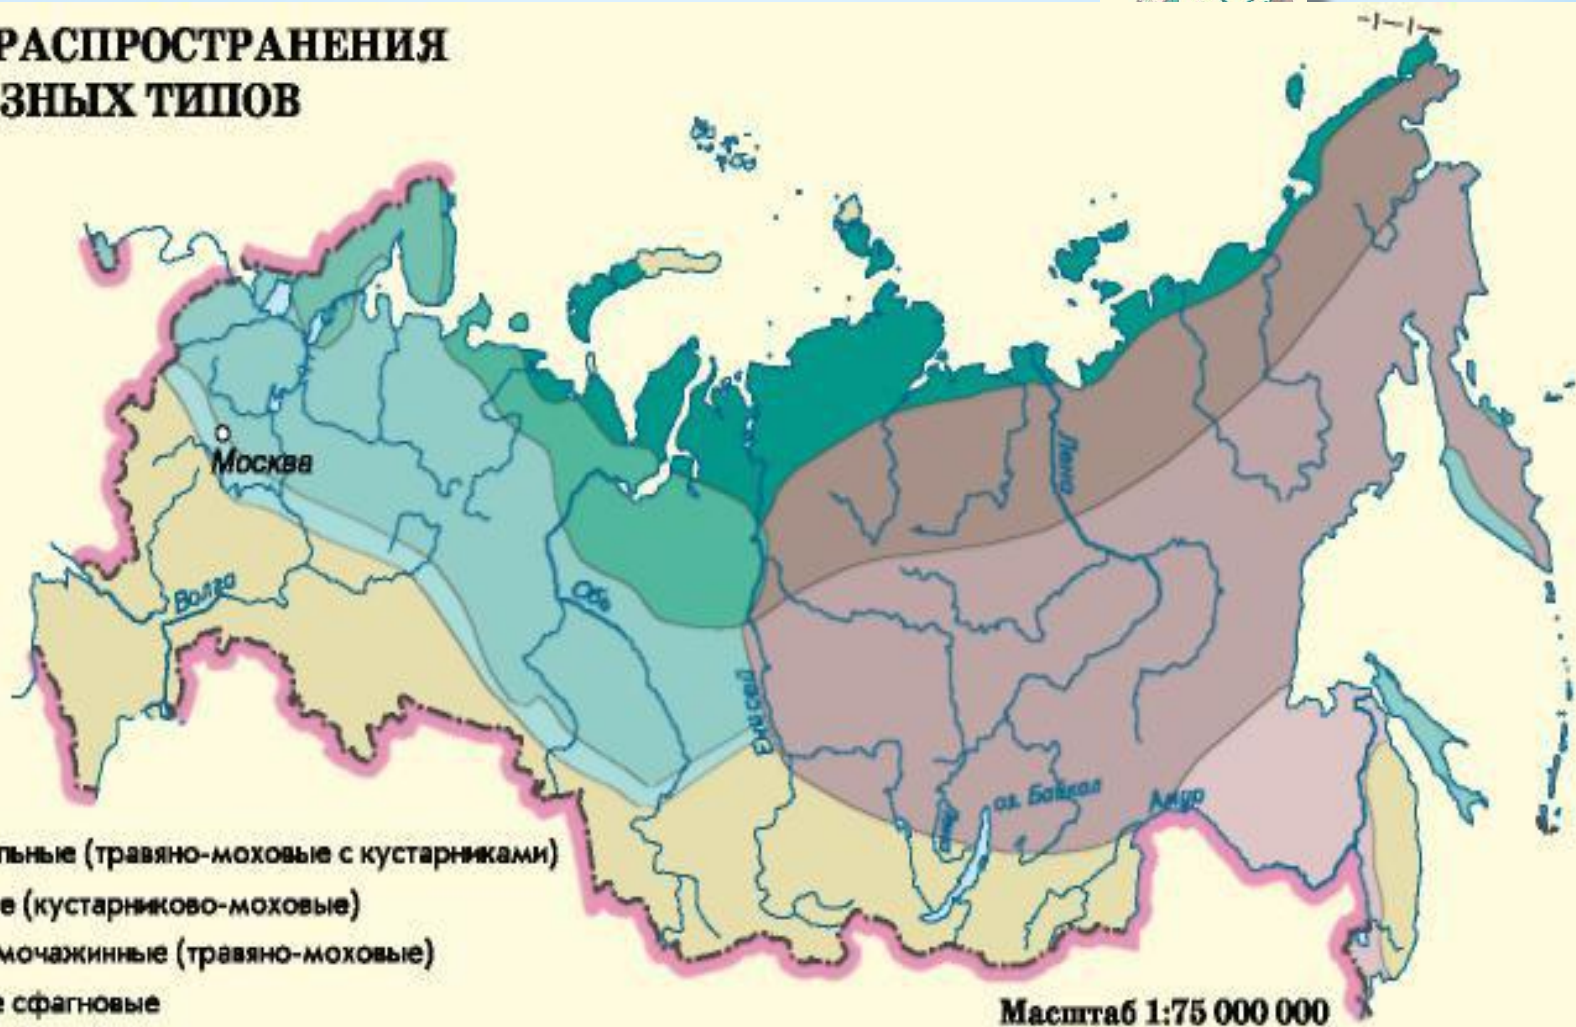 РАСПРОСТРАНЕНИЯ
ЗНЫХ ТИПОВ
Москва
Волга
Обь
Енисей
Лена
Лена
оз. Байкал
Амур
льные (травяно-моховые с кустарниками)
е (кустарниково-моховые)
мочажинные (травяно-моховые)
е сфагновые
Масштаб 1:75 000 000